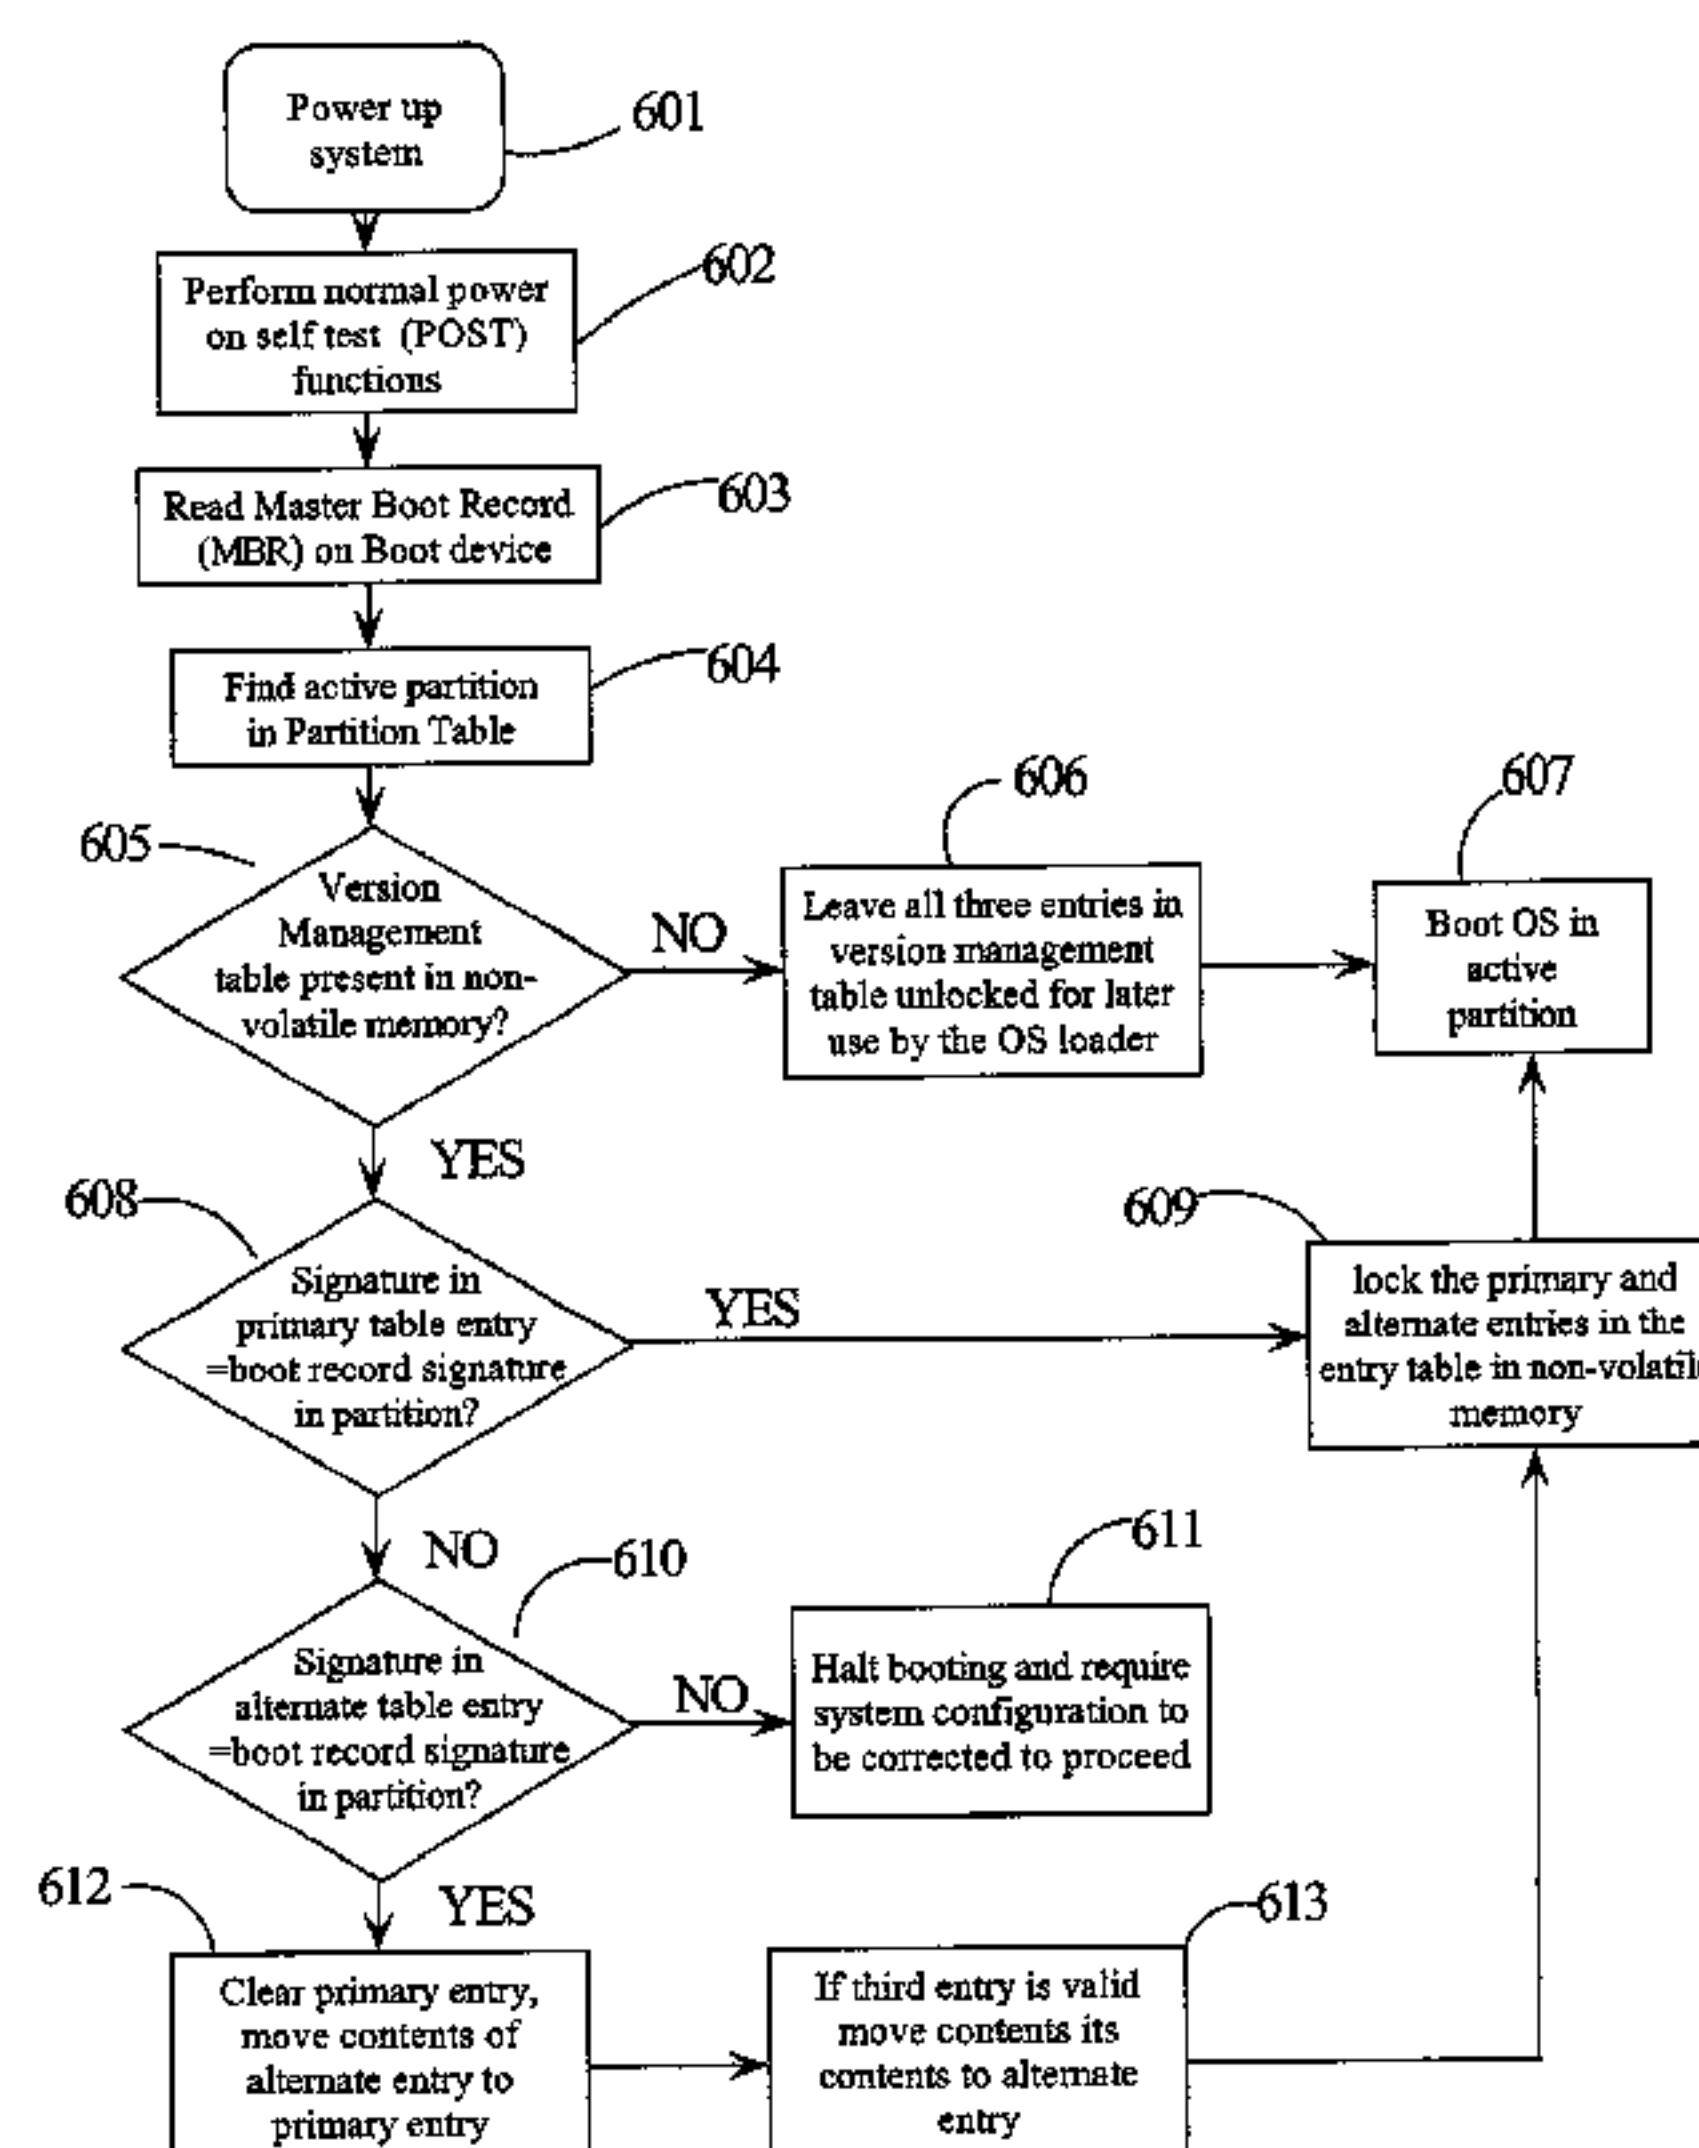 Power up
system
601
Perform normal power
on self test (POST)
functions
602
Read Master Boot Record
(MBR) on Boot device
603
Find active partition
in Partition Table
604
605
Version
Management
table present in non-
volatile memory?
NO
606
Leave all three entries in
version management
table unlocked for later
use by the OS loader
607
Boot OS in
active
partition
YES
608
Signature in
primary table entry
=boot record signature
in partition?
YES
609
lock the primary and
alternate entries in the
entry table in non-volatile
memory
NO
610
Signature in
alternate table entry
=boot record signature
in partition?
NO
611
Halt booting and require
system configuration to
be corrected to proceed
YES
612
Clear primary entry,
move contents of
alternate entry to
primary entry
613
If third entry is valid
move contents its
contents to alternate
entry